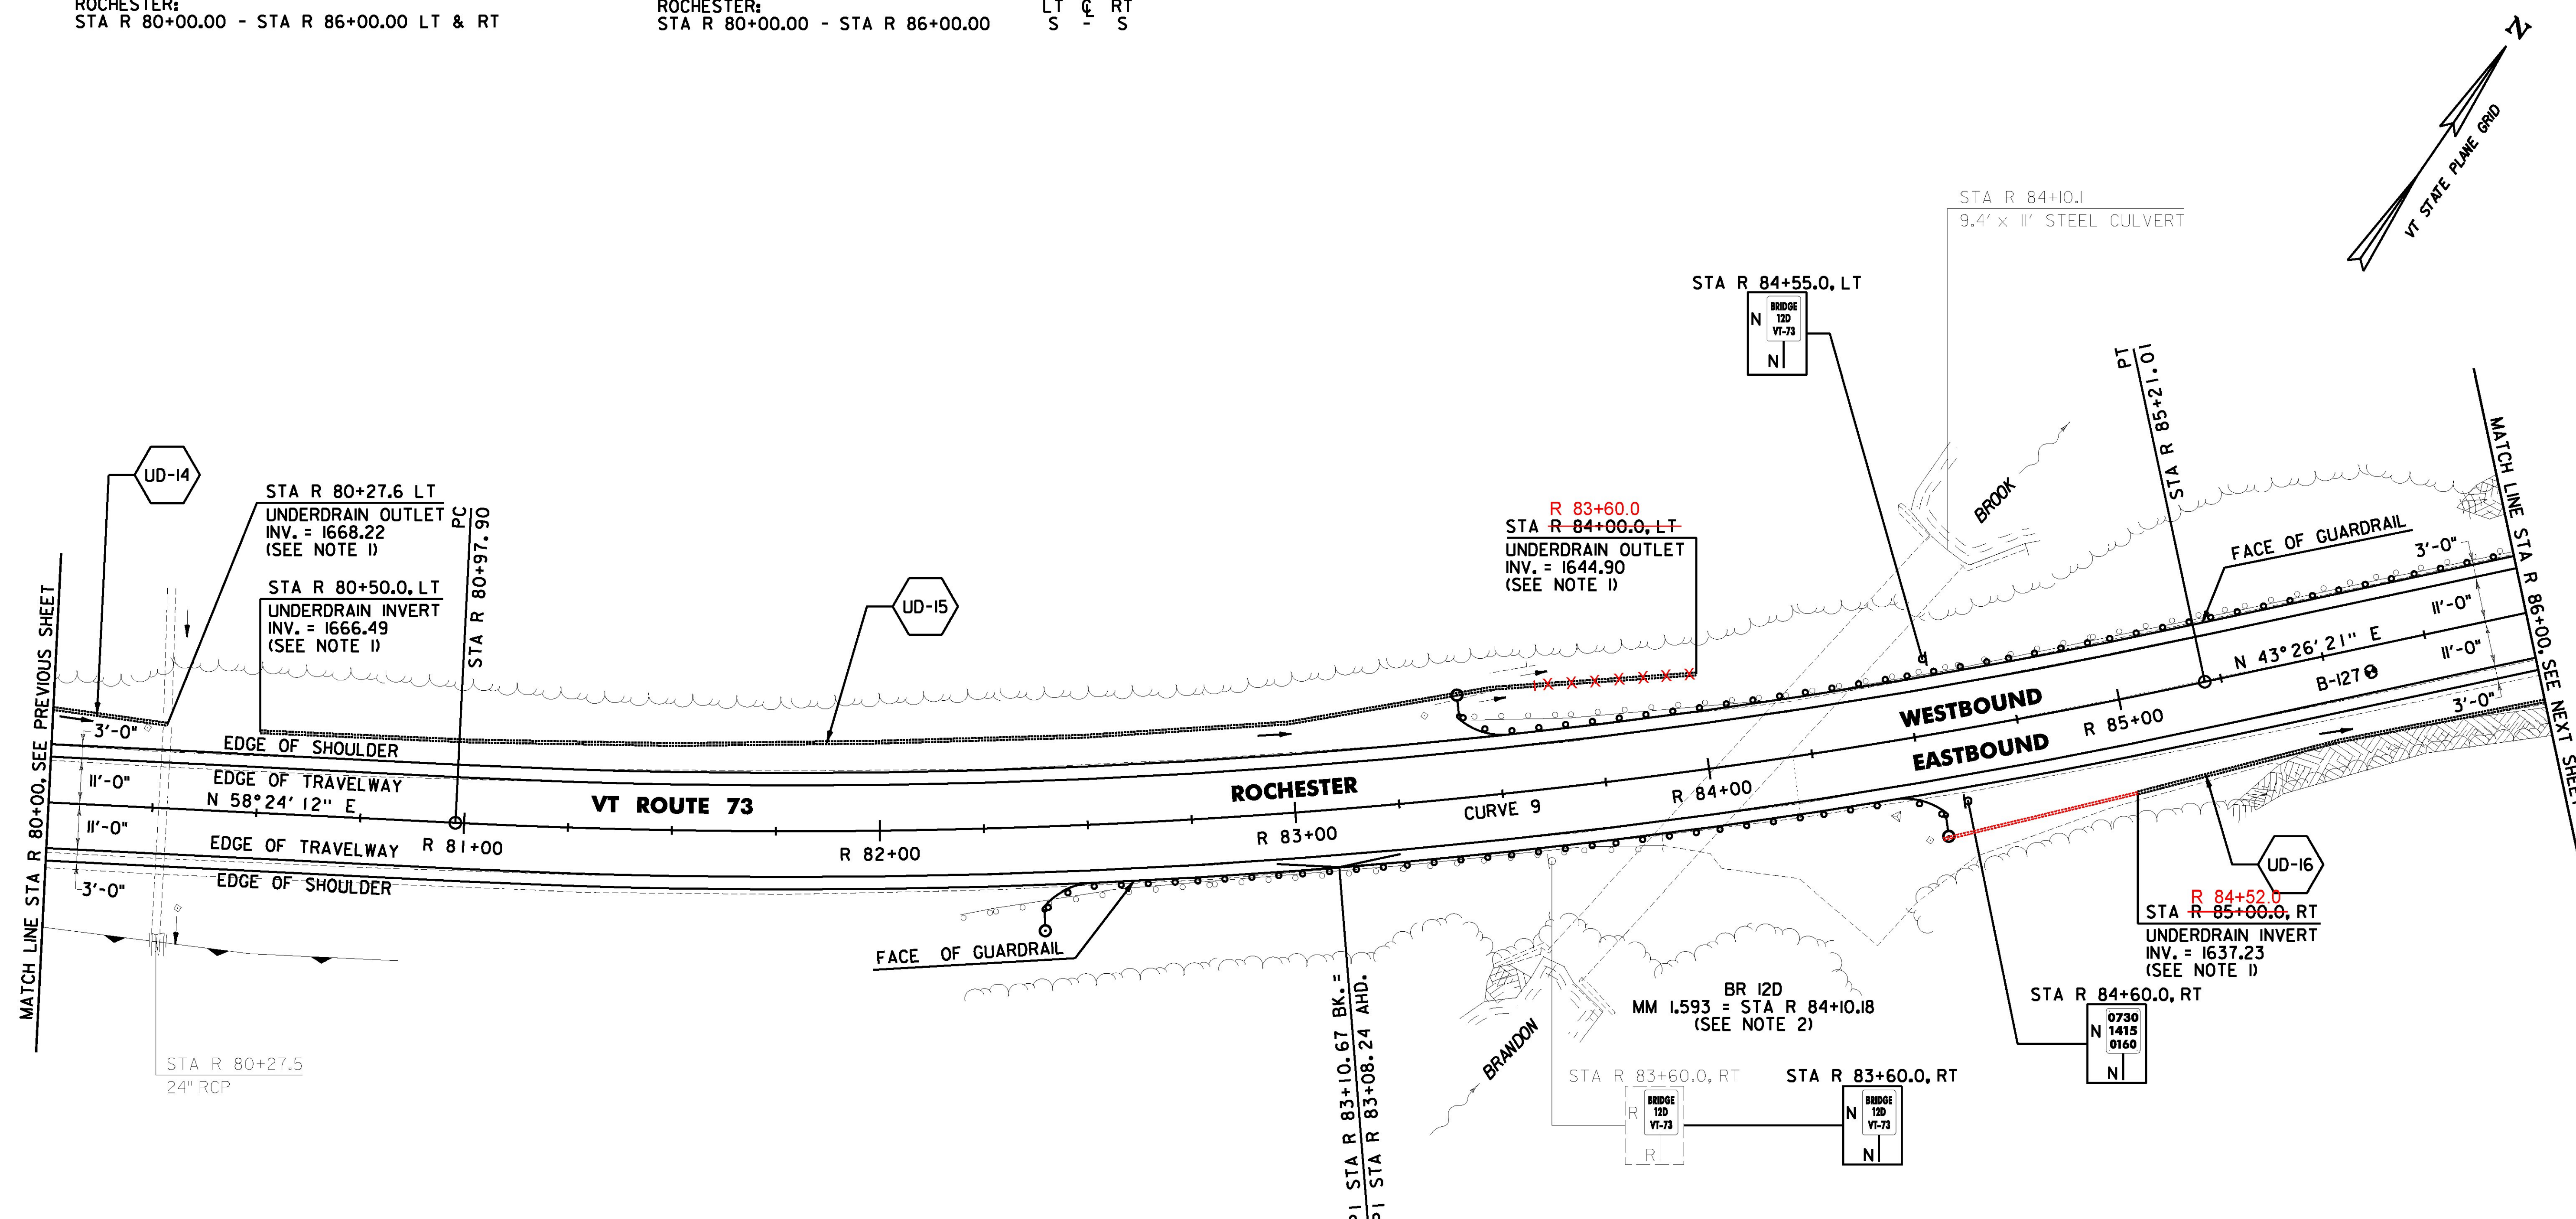 ROCHESTER:
STA R 80+00.00 - STA R 86+00.00 LT & RT
ROCHESTER:
LT ℄ RT
STA R 80+00.00 - STA R 86+00.00
S - S
N
VT STATE PLANE GRID
STA R 84+10.1
9.4' x 11' STEEL CULVERT
STA R 84+55.0, LT
N
BRIDGE
12D
VT-73
N
PT
STA R 85+21.01
MATCH LINE STA R 86+00, SEE NEXT SHEET
UD-14
STA R 80+27.6 LT
UNDERDRAIN OUTLET
INV. = 1668.22
(SEE NOTE 1)
PC
STA R 80+97.90
STA R 80+50.0, LT
UNDERDRAIN INVERT
INV. = 1666.49
(SEE NOTE 1)
UD-15
R 83+60.0
STA R 84+00.0, LT
UNDERDRAIN OUTLET
INV. = 1644.90
(SEE NOTE 1)
BROOK
FACE OF GUARDRAIL
3'-0"
11'-0"
11'-0"
3'-0"
N 43°26'21" E
B-127
MATCH LINE STA R 80+00, SEE PREVIOUS SHEET
3'-0"
11'-0"
11'-0"
3'-0"
EDGE OF SHOULDER
EDGE OF TRAVELWAY
N 58°24'12" E
EDGE OF TRAVELWAY
EDGE OF SHOULDER
R 81+00
VT ROUTE 73
R 82+00
ROCHESTER
R 83+00
CURVE 9
R 84+00
WESTBOUND
EASTBOUND
R 85+00
FACE OF GUARDRAIL
UD-16
R 84+52.0
STA R 85+00.0, RT
UNDERDRAIN INVERT
INV. = 1637.23
(SEE NOTE 1)
STA R 84+60.0, RT
N
0730
1415
0160
N
BR 12D
MM 1.593 = STA R 84+10.18
(SEE NOTE 2)
BRANDON
PI STA R 83+10.67 BK. =
PI STA R 83+08.24 AHD.
STA R 80+27.5
24" RCP
STA R 83+60.0, RT
R
BRIDGE
12D
VT-73
R
STA R 83+60.0, RT
N
BRIDGE
12D
VT-73
N